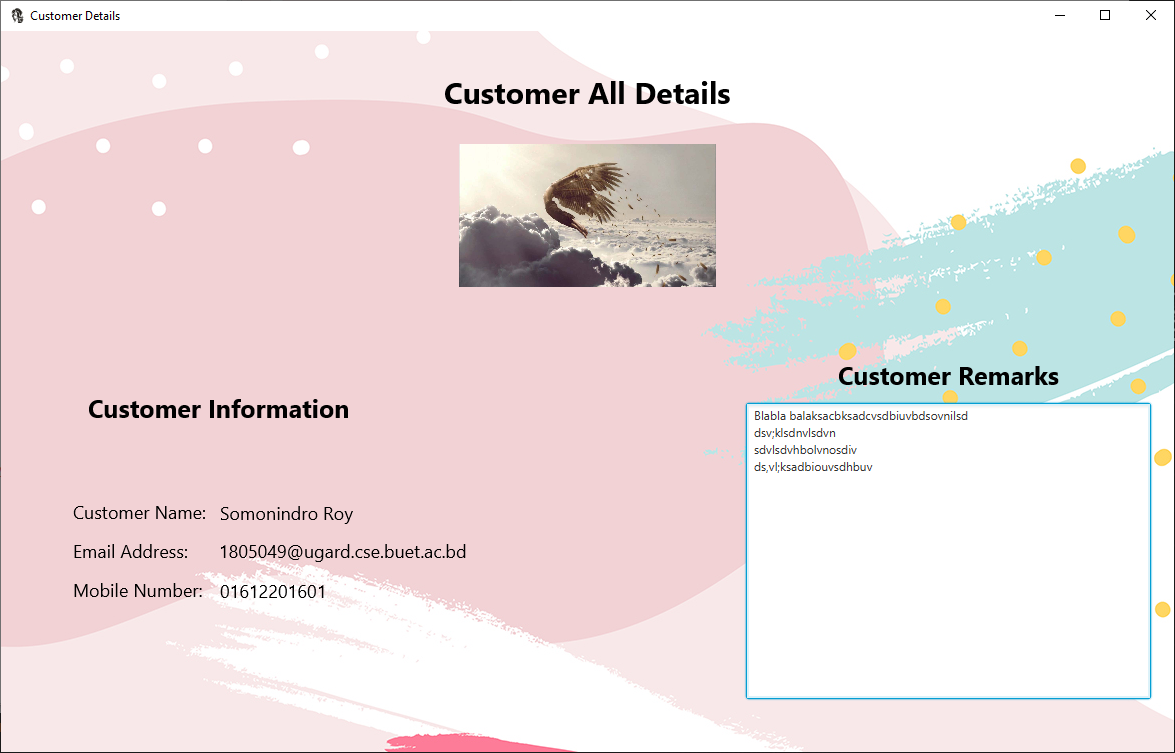 Customer Details
Customer All Details
Customer Information
Customer Name: Somonindro Roy
Email Address: 1805049@ugard.cse.buet.ac.bd
Mobile Number: 01612201601
Customer Remarks
Blabla balaksacbksadcvsdbiuvbdsovnilsd
dsv;klsdnvlsdvn
sdvlsdvhbolvnosdiv
ds,vl;ksadbiouvsdhbuv